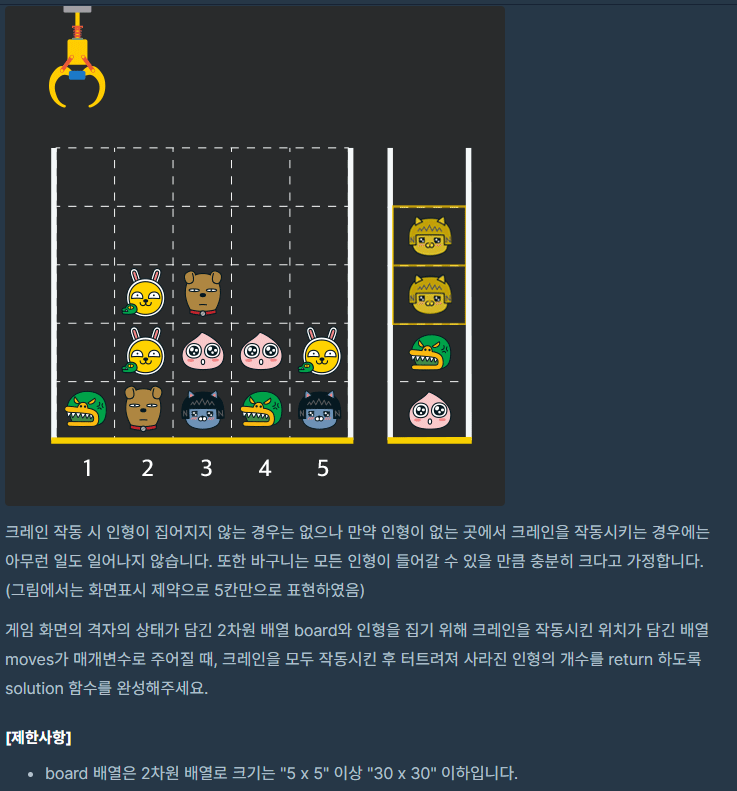 1 2 3 4 5
크레인 작동 시 인형이 집어지지 않는 경우는 없으나 만약 인형이 없는 곳에서 크레인을 작동시키는 경우에는
아무런 일도 일어나지 않습니다. 또한 바구니는 모든 인형이 들어갈 수 있을 만큼 충분히 크다고 가정합니다.
(그림에서는 화면표시 제약으로 5칸만으로 표현하였음)
게임 화면의 격자의 상태가 담긴 2차원 배열 board와 인형을 집기 위해 크레인을 작동시킨 위치가 담긴 배열
moves가 매개변수로 주어질 때, 크레인을 모두 작동시킨 후 터트려져 사라진 인형의 개수를 return 하도록
solution 함수를 완성해주세요.
[제한사항]
• board 배열은 2차원 배열로 크기는 "5 x 5" 이상 "30 x 30" 이하입니다.